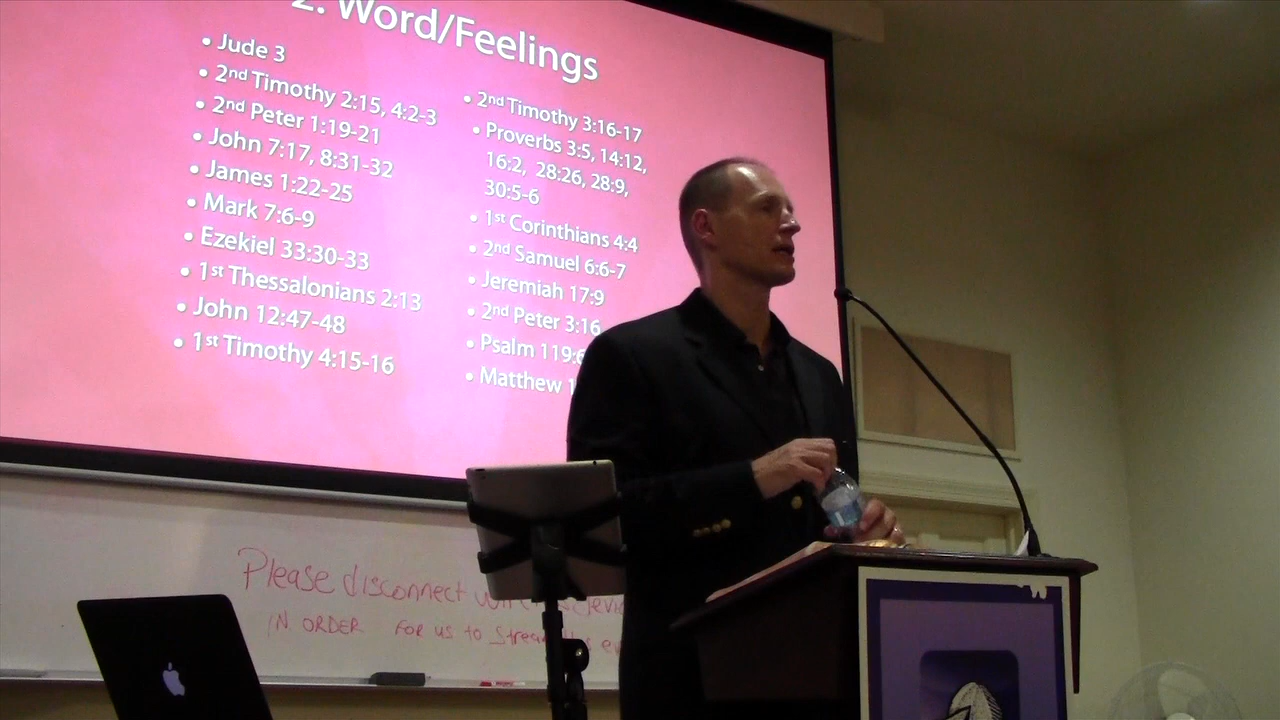 2. Word/Feelings
• Jude 3
• 2nd Timothy 2:15, 4:2-3
• 2nd Peter 1:19-21
• John 7:17, 8:31-32
• James 1:22-25
• Mark 7:6-9
• Ezekiel 33:30-33
• 1st Thessalonians 2:13
• John 12:47-48
• 1st Timothy 4:15-16
• 2nd Timothy 3:16-17
• Proverbs 3:5, 14:12,
16:2, 28:26, 28:9,
30:5-6
• 1st Corinthians 4:4
• 2nd Samuel 6:6-7
• Jeremiah 17:9
• 2nd Peter 3:16
• Psalm 119:6
• Matthew 1
Please disconnect
IN ORDER FOR US to Stream